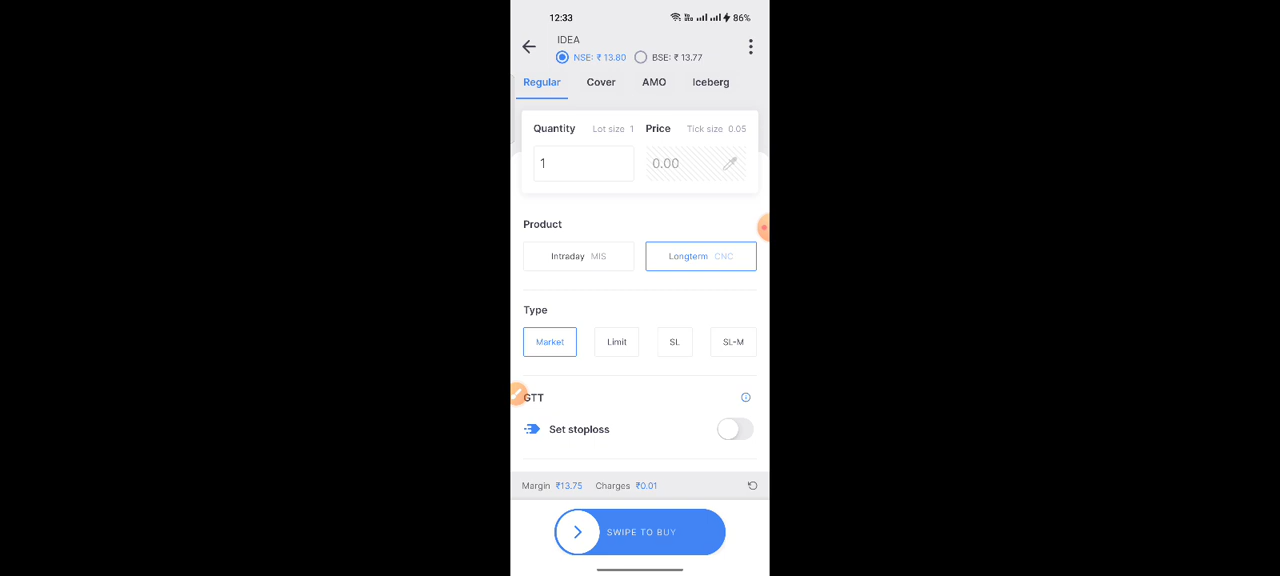 12:33 86%
IDEA
NSE: ₹ 13.80 BSE: ₹ 13.77
Regular Cover AMO Iceberg
Quantity Lot size 1 Price Tick size 0.05
1 0.00
Product
Intraday MIS Longterm CNC
Type
Market Limit SL SL-M
GTT
Set stoploss
Margin ₹13.75 Charges ₹0.01
SWIPE TO BUY